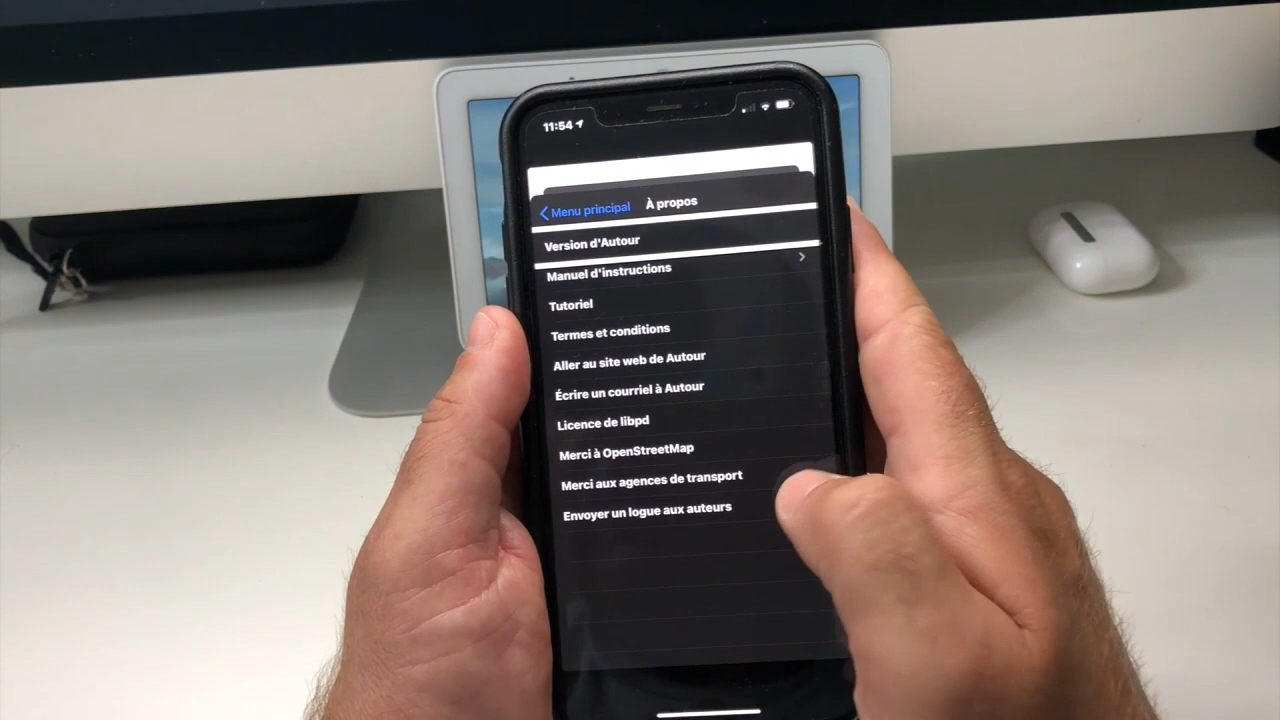 11:54
Menu principal À propos
Version d'Autour
Manuel d'instructions
Tutoriel
Termes et conditions
Aller au site web de Autour
Écrire un courriel à Autour
Licence de libpd
Merci à OpenStreetMap
Merci aux agences de transport
Envoyer un logue aux auteurs